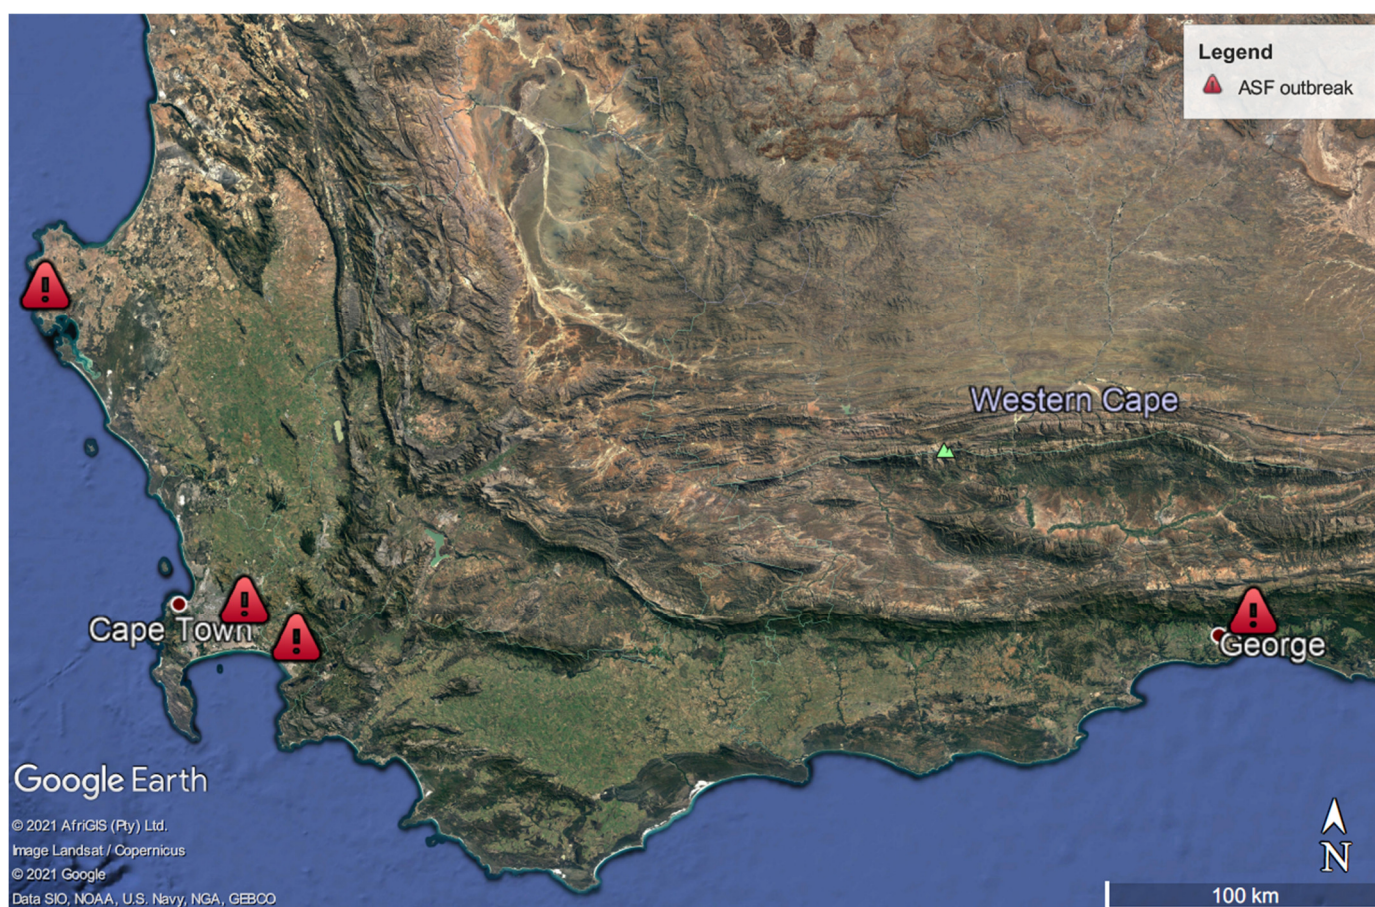 Legend
ASF outbreak
Western Cape
Cape Town
George
Google Earth
© 2021 AfriGIS (Pty) Ltd.
Image Landsat / Copernicus
© 2021 Google
Data SIO, NOAA, U.S. Navy, NGA, GEBCO
N
100 km